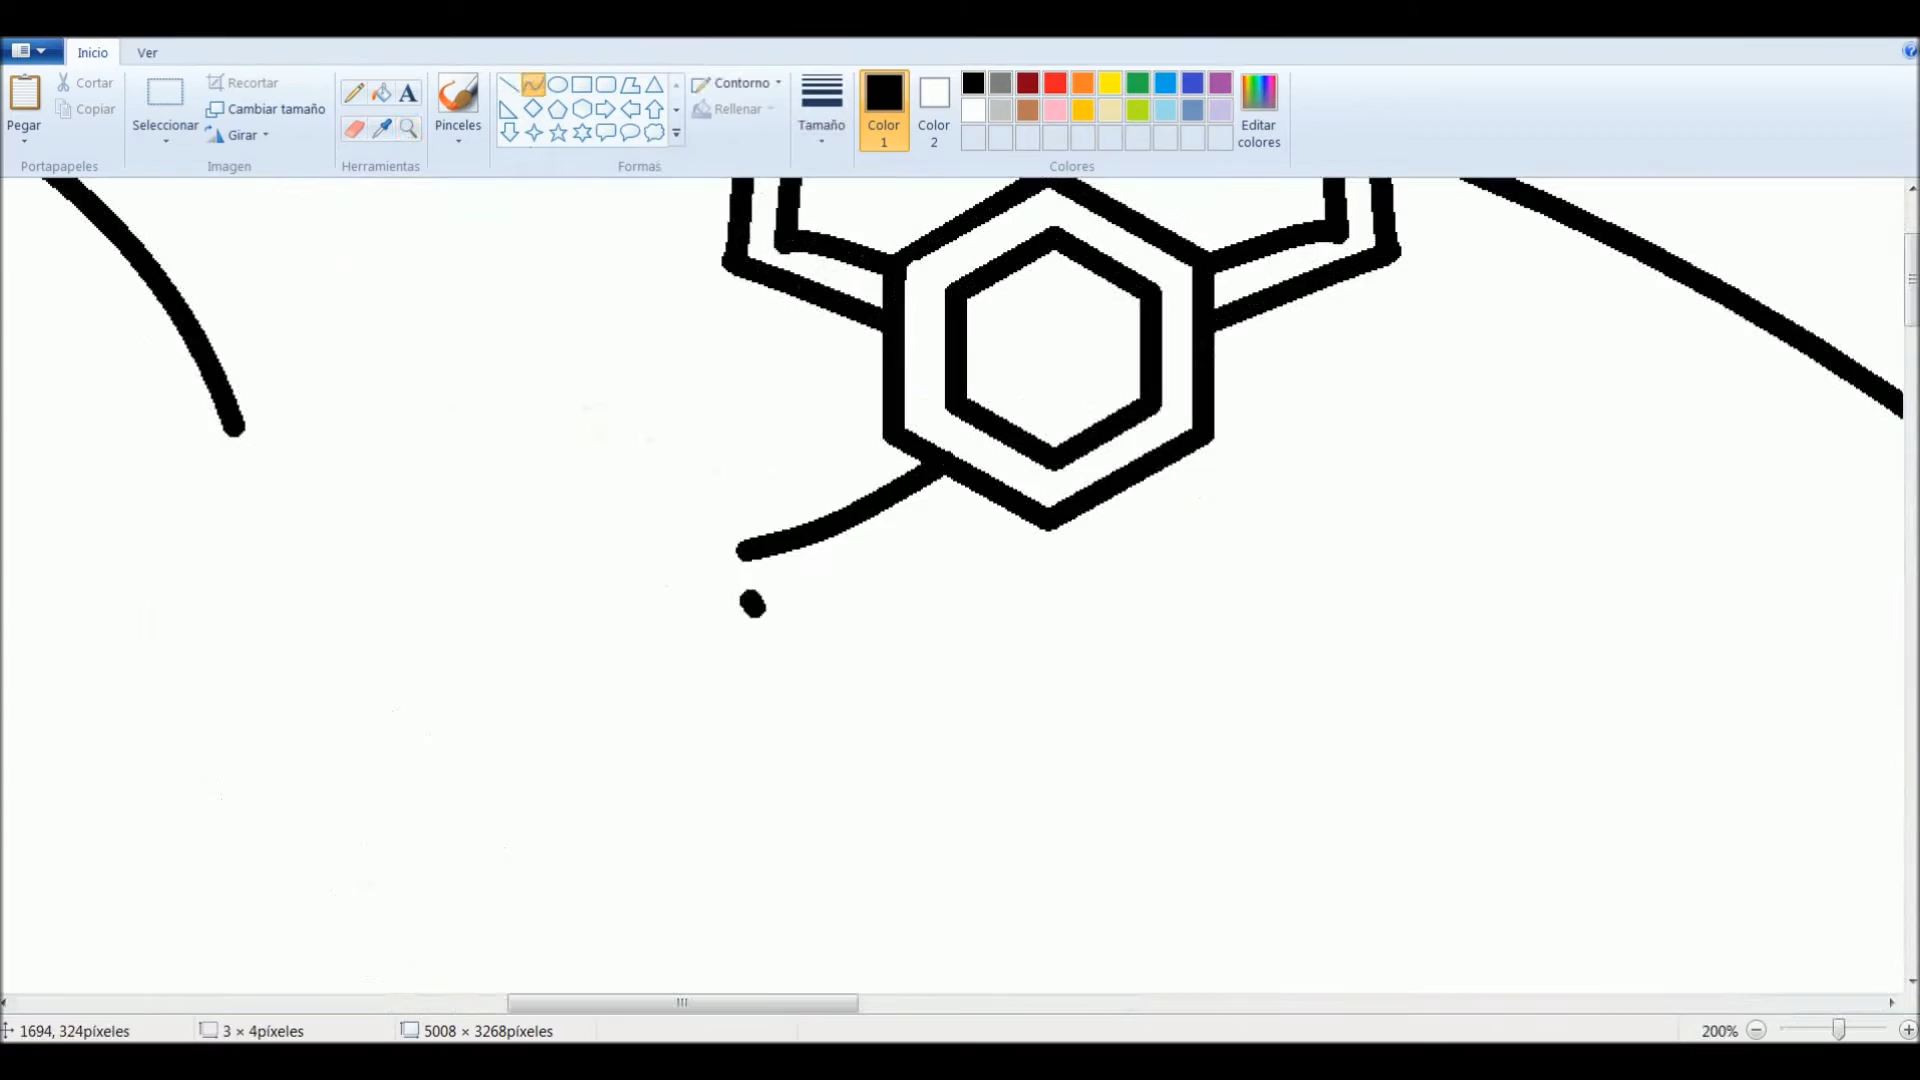 Inicio Ver
Cortar
Copiar
Pegar
Portapapeles
Seleccionar
Recortar
Cambiar tamaño
Girar
Imagen
A
Herramientas
Pinceles
Contorno
Rellenar
Formas
Tamaño
Color
1
Color
2
Editar
colores
Colores
1694, 324píxeles 3 × 4píxeles 5008 × 3268píxeles 200%